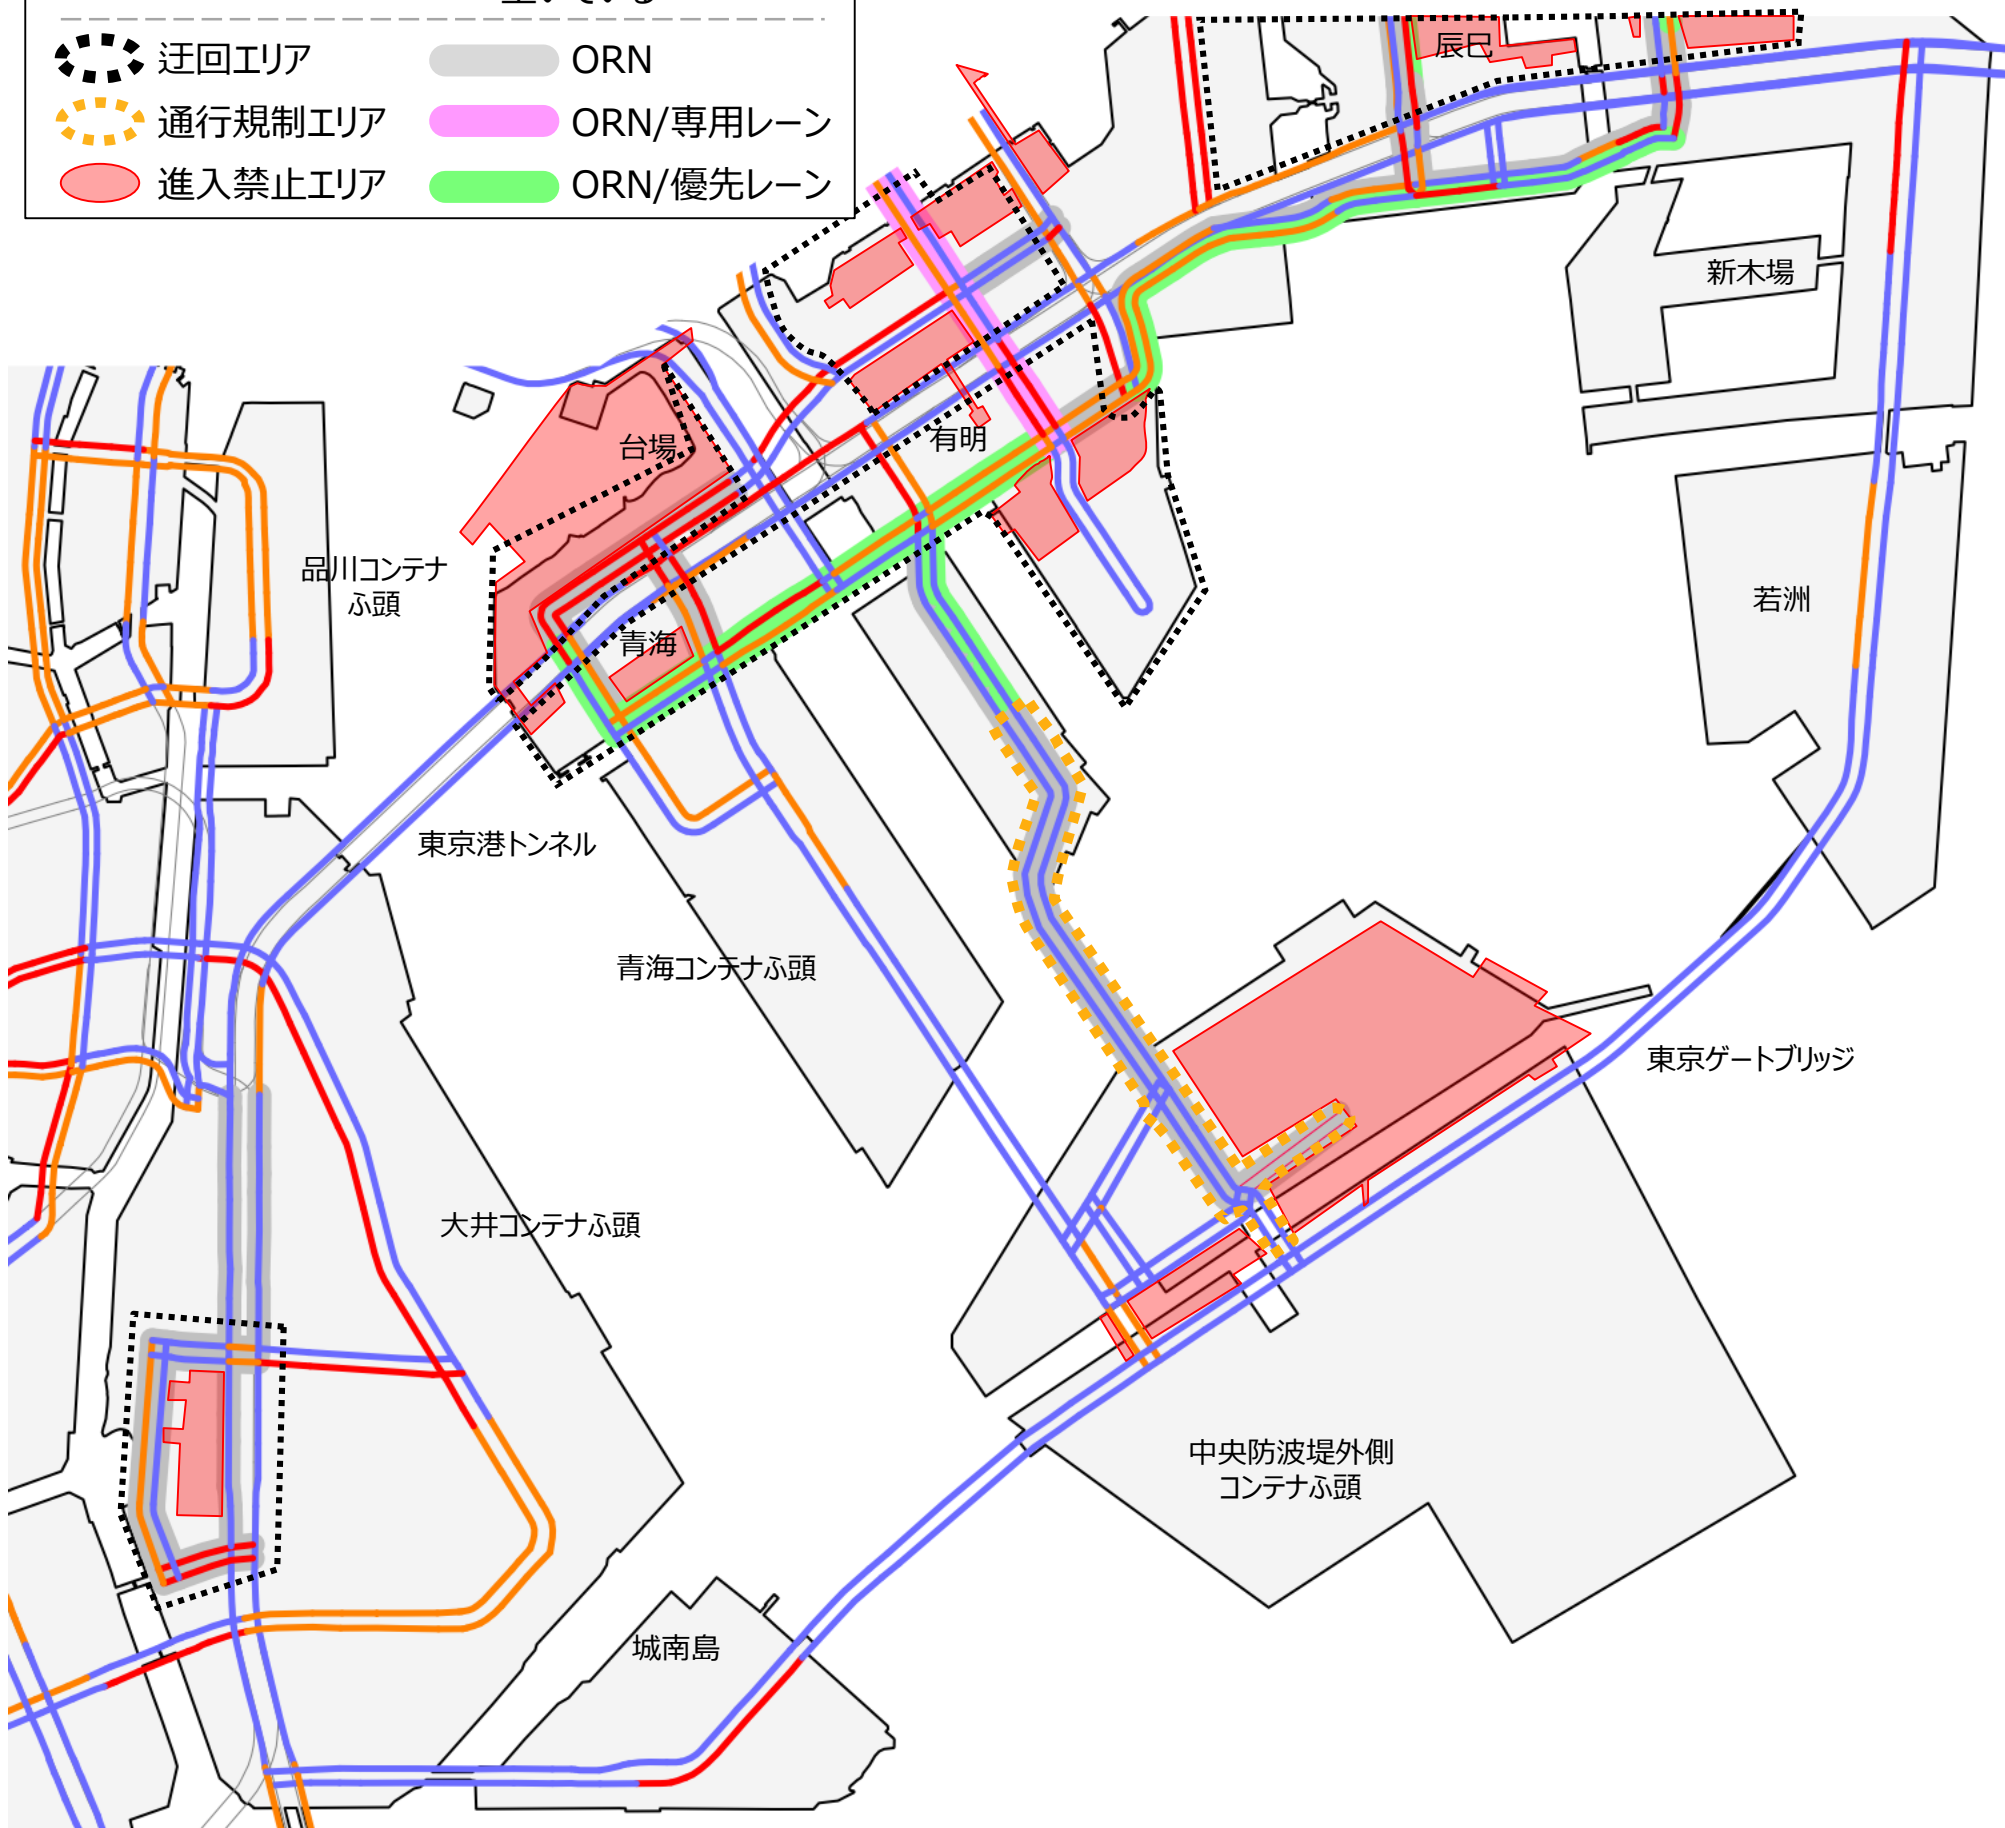 空いている
迂回エリア
ORN
通行規制エリア
ORN/専用レーン
進入禁止エリア
ORN/優先レーン
辰巳
新木場
台場
有明
品川コンテナ
ふ頭
青海
若洲
東京港トンネル
青海コンテナふ頭
東京ゲートブリッジ
大井コンテナふ頭
中央防波堤外側
コンテナふ頭
城南島